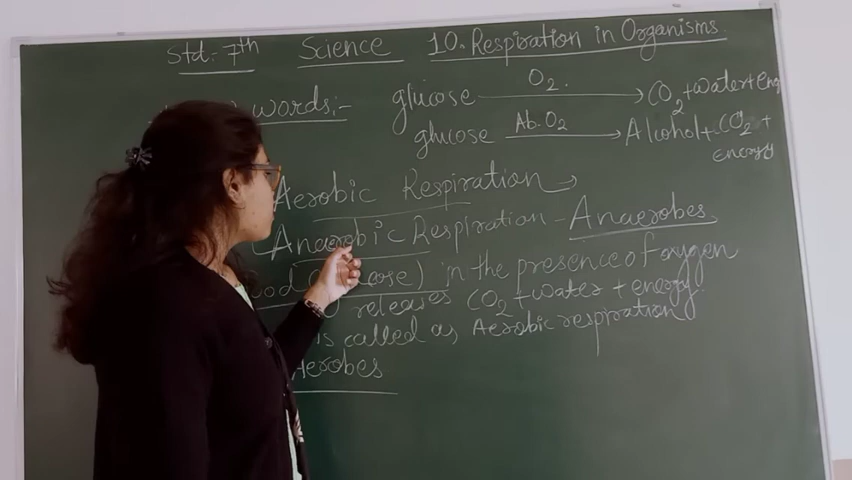 Std:- 7th Science 10. Respiration in Organisms.
words:-
glucose O2. → CO2 + water + en
glucose Ab. O2 → Alcohol + CO2 + energy
Aerobic Respiration →
Anaerobic Respiration - Anaerobes.
ose) in the presence of oxygen
releases CO2 + water + energy.
is called as Aerobic respiration
Aerobes